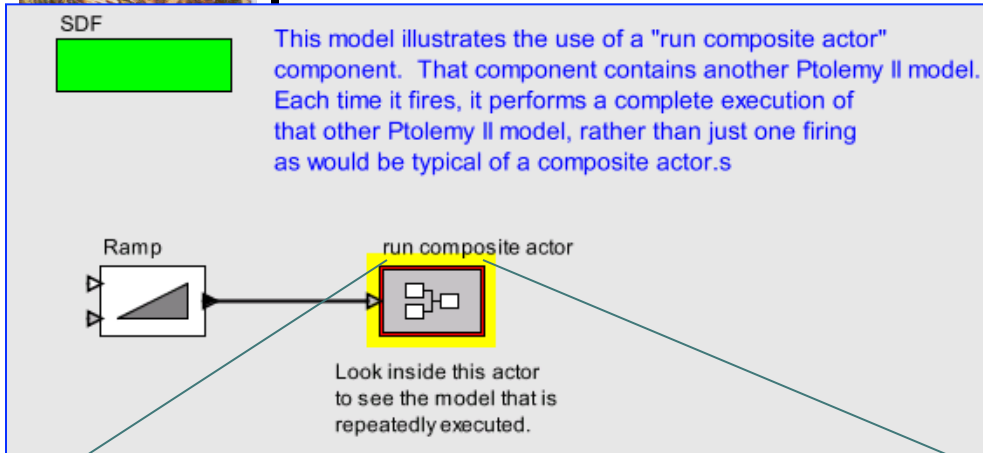 SDF
This model illustrates the use of a "run composite actor"
component. That component contains another Ptolemy II model.
Each time it fires, it performs a complete execution of
that other Ptolemy II model, rather than just one firing
as would be typical of a composite actor.s
Ramp
run composite actor
Look inside this actor
to see the model that is
repeatedly executed.